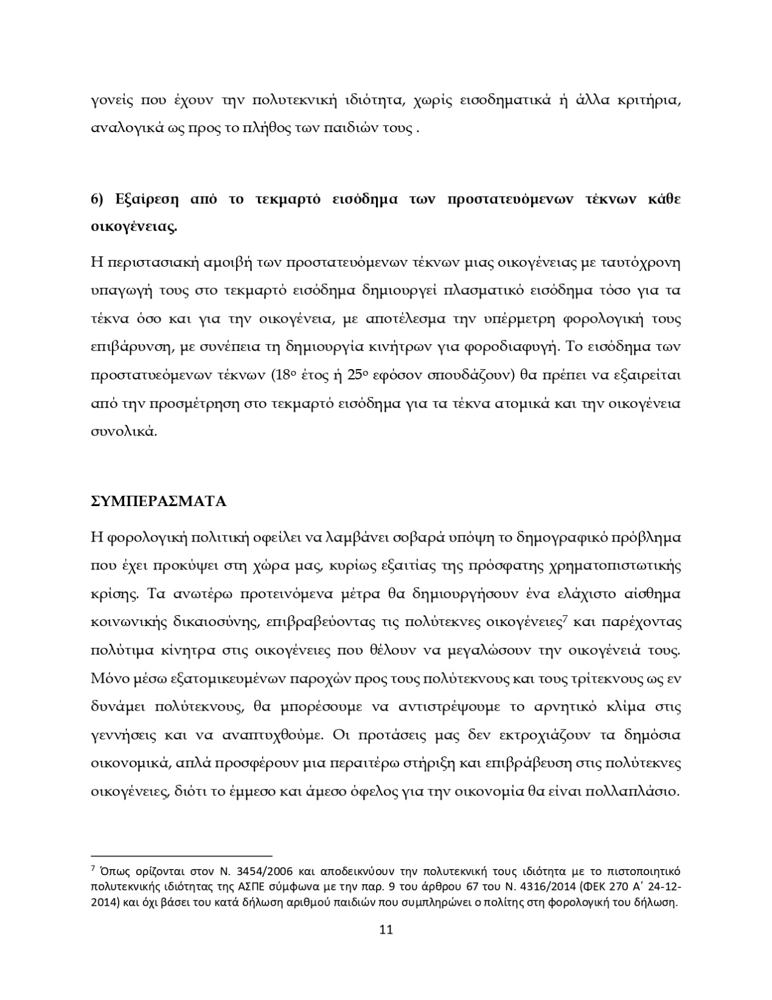 γονείς που έχουν την πολυτεκνική ιδιότητα, χωρίς εισοδηματικά ή άλλα κριτήρια,
αναλογικά ως προς το πλήθος των παιδιών τους .
6) Εξαίρεση από το τεκμαρτό εισόδημα των προστατευόμενων τέκνων κάθε
οικογένειας.
Η περιστασιακή αμοιβή των προστατευόμενων τέκνων μιας οικογένειας με ταυτόχρονη
υπαγωγή τους στο τεκμαρτό εισόδημα δημιουργεί πλασματικό εισόδημα τόσο για τα
τέκνα όσο και για την οικογένεια, με αποτέλεσμα την υπέρμετρη φορολογική τους
επιβάρυνση, με συνέπεια τη δημιουργία κινήτρων για φοροδιαφυγή. Το εισόδημα των
προστατυεόμενων τέκνων (18ο έτος ή 25ο εφόσον σπουδάζουν) θα πρέπει να εξαιρείται
από την προσμέτρηση στο τεκμαρτό εισόδημα για τα τέκνα ατομικά και την οικογένεια
συνολικά.
ΣΥΜΠΕΡΑΣΜΑΤΑ
Η φορολογική πολιτική οφείλει να λαμβάνει σοβαρά υπόψη το δημογραφικό πρόβλημα
που έχει προκύψει στη χώρα μας, κυρίως εξαιτίας της πρόσφατης χρηματοπιστωτικής
κρίσης. Τα ανωτέρω προτεινόμενα μέτρα θα δημιουργήσουν ένα ελάχιστο αίσθημα
κοινωνικής δικαιοσύνης, επιβραβεύοντας τις πολύτεκνες οικογένειες7 και παρέχοντας
πολύτιμα κίνητρα στις οικογένειες που θέλουν να μεγαλώσουν την οικογένειά τους.
Μόνο μέσω εξατομικευμένων παροχών προς τους πολύτεκνους και τους τρίτεκνους ως εν
δυνάμει πολύτεκνους, θα μπορέσουμε να αντιστρέψουμε το αρνητικό κλίμα στις
γεννήσεις και να αναπτυχθούμε. Οι προτάσεις μας δεν εκτροχιάζουν τα δημόσια
οικονομικά, απλά προσφέρουν μια περαιτέρω στήριξη και επιβράβευση στις πολύτεκνες
οικογένειες, διότι το έμμεσο και άμεσο όφελος για την οικονομία θα είναι πολλαπλάσιο.
7 Όπως ορίζονται στον Ν. 3454/2006 και αποδεικνύουν την πολυτεκνική τους ιδιότητα με το πιστοποιητικό
πολυτεκνικής ιδιότητας της ΑΣΠΕ σύμφωνα με την παρ. 9 του άρθρου 67 του Ν. 4316/2014 (ΦΕΚ 270 Α΄ 24-12-
2014) και όχι βάσει του κατά δήλωση αριθμού παιδιών που συμπληρώνει ο πολίτης στη φορολογική του δήλωση.
11